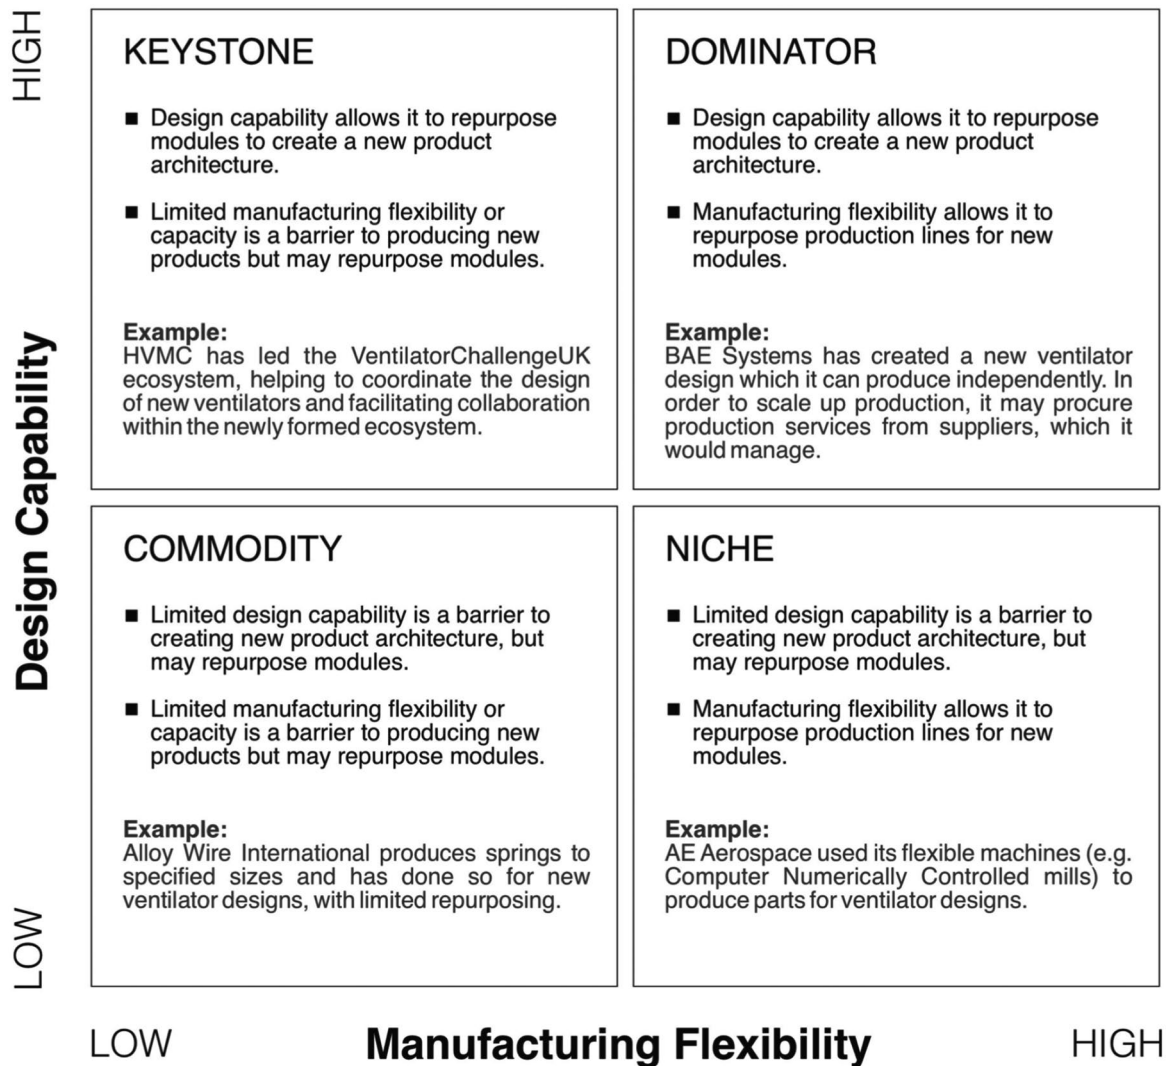 HIGH
KEYSTONE
■ Design capability allows it to repurpose
modules to create a new product
architecture.
■ Limited manufacturing flexibility or
capacity is a barrier to producing new
products but may repurpose modules.
Example:
HVMC has led the VentilatorChallengeUK
ecosystem, helping to coordinate the design
of new ventilators and facilitating collaboration
within the newly formed ecosystem.
DOMINATOR
■ Design capability allows it to repurpose
modules to create a new product
architecture.
■ Manufacturing flexibility allows it to
repurpose production lines for new
modules.
Example:
BAE Systems has created a new ventilator
design which it can produce independently. In
order to scale up production, it may procure
production services from suppliers, which it
would manage.
Design Capability
COMMODITY
■ Limited design capability is a barrier to
creating new product architecture, but
may repurpose modules.
■ Limited manufacturing flexibility or
capacity is a barrier to producing new
products but may repurpose modules.
Example:
Alloy Wire International produces springs to
specified sizes and has done so for new
ventilator designs, with limited repurposing.
NICHE
■ Limited design capability is a barrier to
creating new product architecture, but
may repurpose modules.
■ Manufacturing flexibility allows it to
repurpose production lines for new
modules.
Example:
AE Aerospace used its flexible machines (e.g.
Computer Numerically Controlled mills) to
produce parts for ventilator designs.
LOW
LOW
Manufacturing Flexibility
HIGH